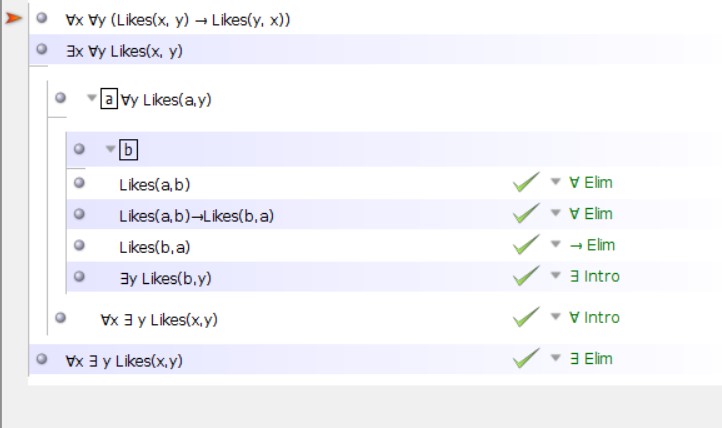 ∀x ∀y (Likes(x, y) → Likes(y, x))
∃x ∀y Likes(x, y)
a ∀y Likes(a,y)
b
Likes(a,b) ∀ Elim
Likes(a,b)→Likes(b,a) ∀ Elim
Likes(b,a) → Elim
∃y Likes(b,y) ∃ Intro
∀x ∃ y Likes(x,y) ∀ Intro
∀x ∃ y Likes(x,y) ∃ Elim